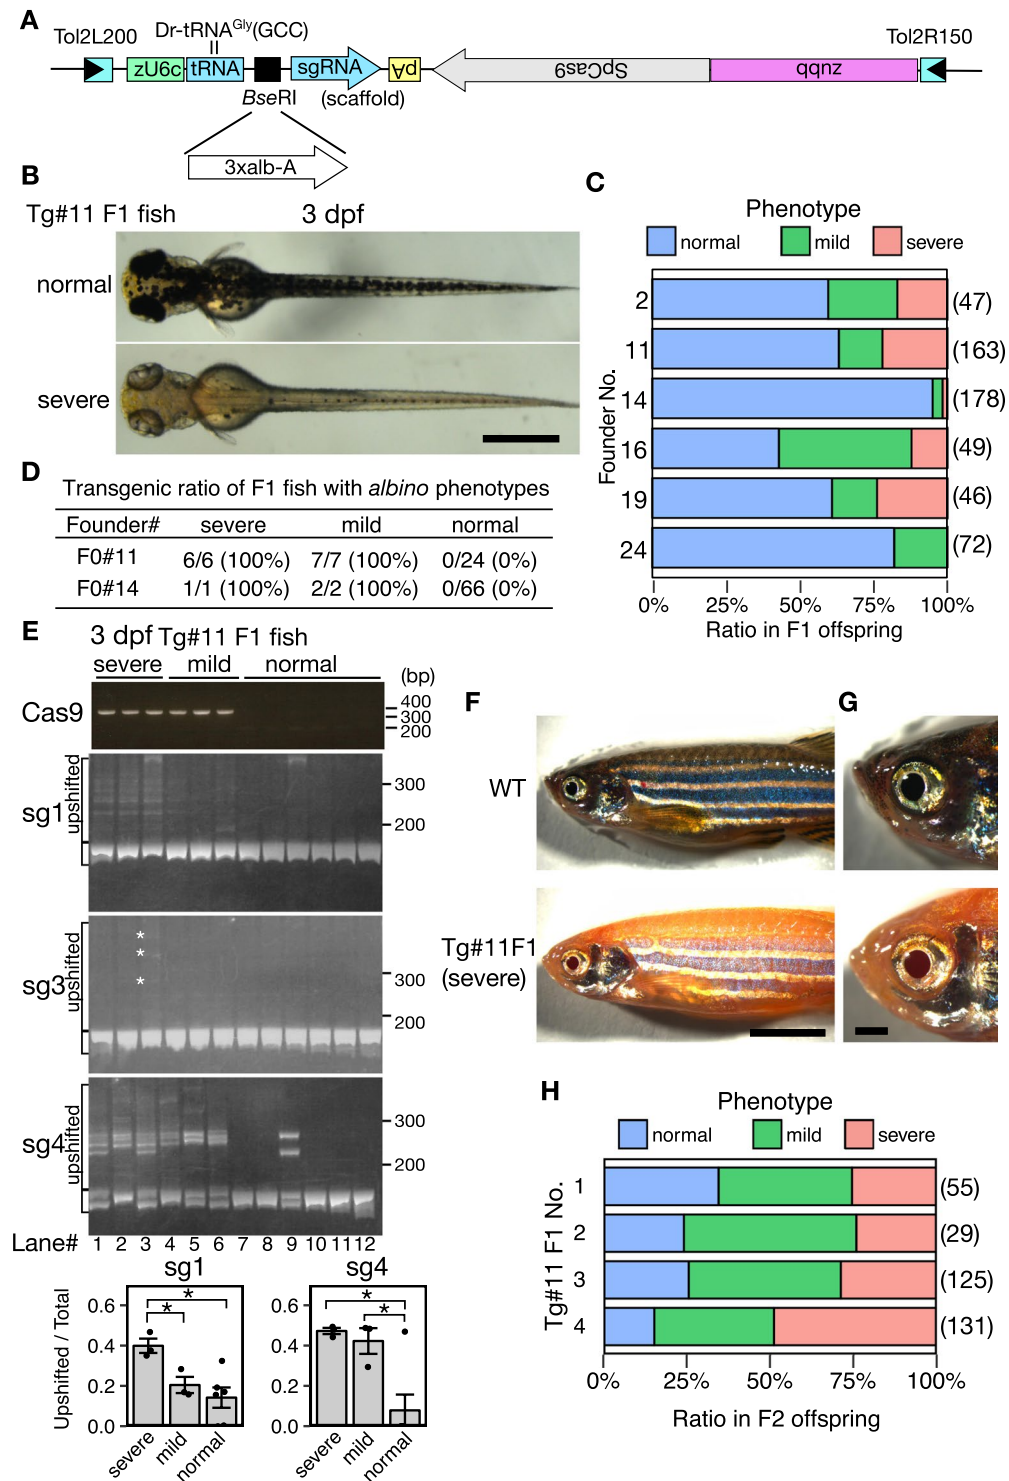 A
Tol2L200
Dr-tRNAGly(GCC)
Tol2R150
zU6c
tRNA
sgRNA
pA
SpCas9
zubb
BseRI
(scaffold)
3xalb-A
B
Tg#11 F1 fish
3 dpf
normal
severe
C
Phenotype
normal
mild
severe
Founder No.
2
(47)
11
(163)
14
(178)
16
(49)
19
(46)
24
(72)
0%
25%
50%
75%
100%
Ratio in F1 offspring
D
Transgenic ratio of F1 fish with albino phenotypes
Founder# severe mild normal
F0#11 6/6 (100%) 7/7 (100%) 0/24 (0%)
F0#14 1/1 (100%) 2/2 (100%) 0/66 (0%)
E
3 dpf Tg#11 F1 fish
severe mild normal
(bp)
Cas9
400
300
200
sg1
upshifted
300
200
sg3
upshifted
*
*
*
300
200
sg4
upshifted
300
200
Lane# 1 2 3 4 5 6 7 8 9 10 11 12
sg1
Upshifted / Total
0.6
0.4
0.2
0.0
*
*
severe
mild
normal
sg4
0.6
0.4
0.2
0.0
*
*
severe
mild
normal
F
G
WT
Tg#11F1
(severe)
H
Phenotype
normal
mild
severe
Tg#11 F1 No.
1
(55)
2
(29)
3
(125)
4
(131)
0%
25%
50%
75%
100%
Ratio in F2 offspring